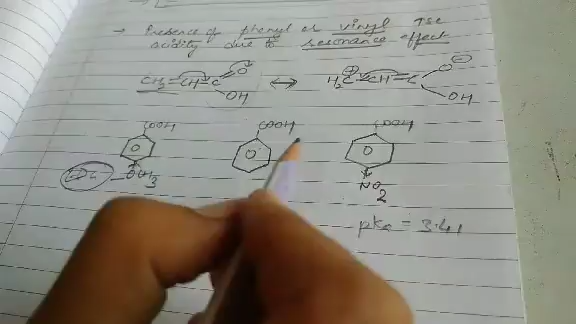 → Presence of phenyl or vinyl ↑se
acidity due to resonance effect
CH₂=CH-C O OH ↔ H₂C-CH=C O OH
COOH COOH COOH
OCH₃ NO₂
pka = 3.41